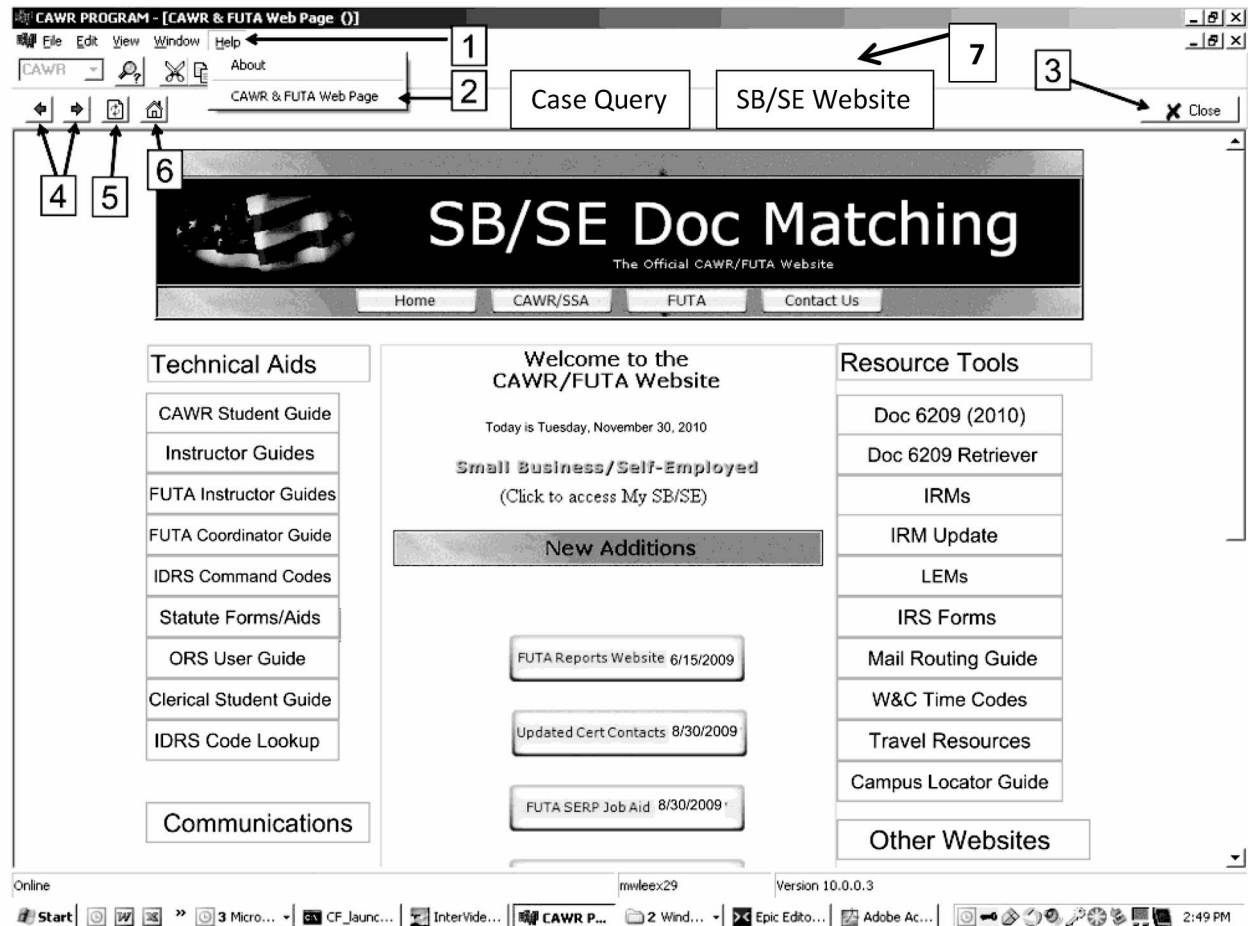 CAWR PROGRAM - [CAWR & FUTA Web Page ()]
File Edit View Window Help
1
7
3
CAWR
About
CAWR & FUTA Web Page
2
Case Query
SB/SE Website
Close
4
5
6
SB/SE Doc Matching
The Official CAWR/FUTA Website
Home CAWR/SSA FUTA Contact Us
Technical Aids
CAWR Student Guide
Instructor Guides
FUTA Instructor Guides
FUTA Coordinator Guide
IDRS Command Codes
Statute Forms/Aids
ORS User Guide
Clerical Student Guide
IDRS Code Lookup
Communications
Welcome to the
CAWR/FUTA Website
Today is Tuesday, November 30, 2010
Small Business/Self-Employed
(Click to access My SB/SE)
New Additions
FUTA Reports Website 6/15/2009
Updated Cert Contacts 8/30/2009
FUTA SERP Job Aid 8/30/2009
Resource Tools
Doc 6209 (2010)
Doc 6209 Retriever
IRMs
IRM Update
LEMs
IRS Forms
Mail Routing Guide
W&C Time Codes
Travel Resources
Campus Locator Guide
Other Websites
Online mwleex29 Version 10.0.0.3
Start » 3 Micro... CF_launc... InterVide... CAWR P... 2 Wind... Epic Edito... Adobe Ac... 2:49 PM